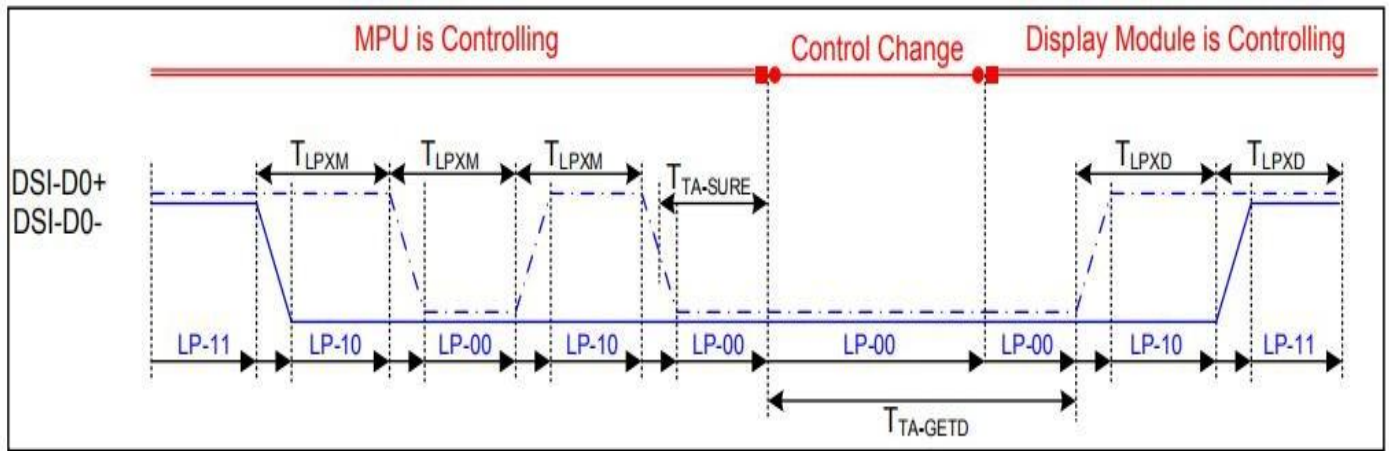 MPU is Controlling
Control Change
Display Module is Controlling
TLPXM
TLPXM
TLPXM
TTA-SURE
TLPXD
TLPXD
DSI-D0+
DSI-D0-
LP-11
LP-10
LP-00
LP-10
LP-00
LP-00
LP-00
LP-10
LP-11
TTA-GETD